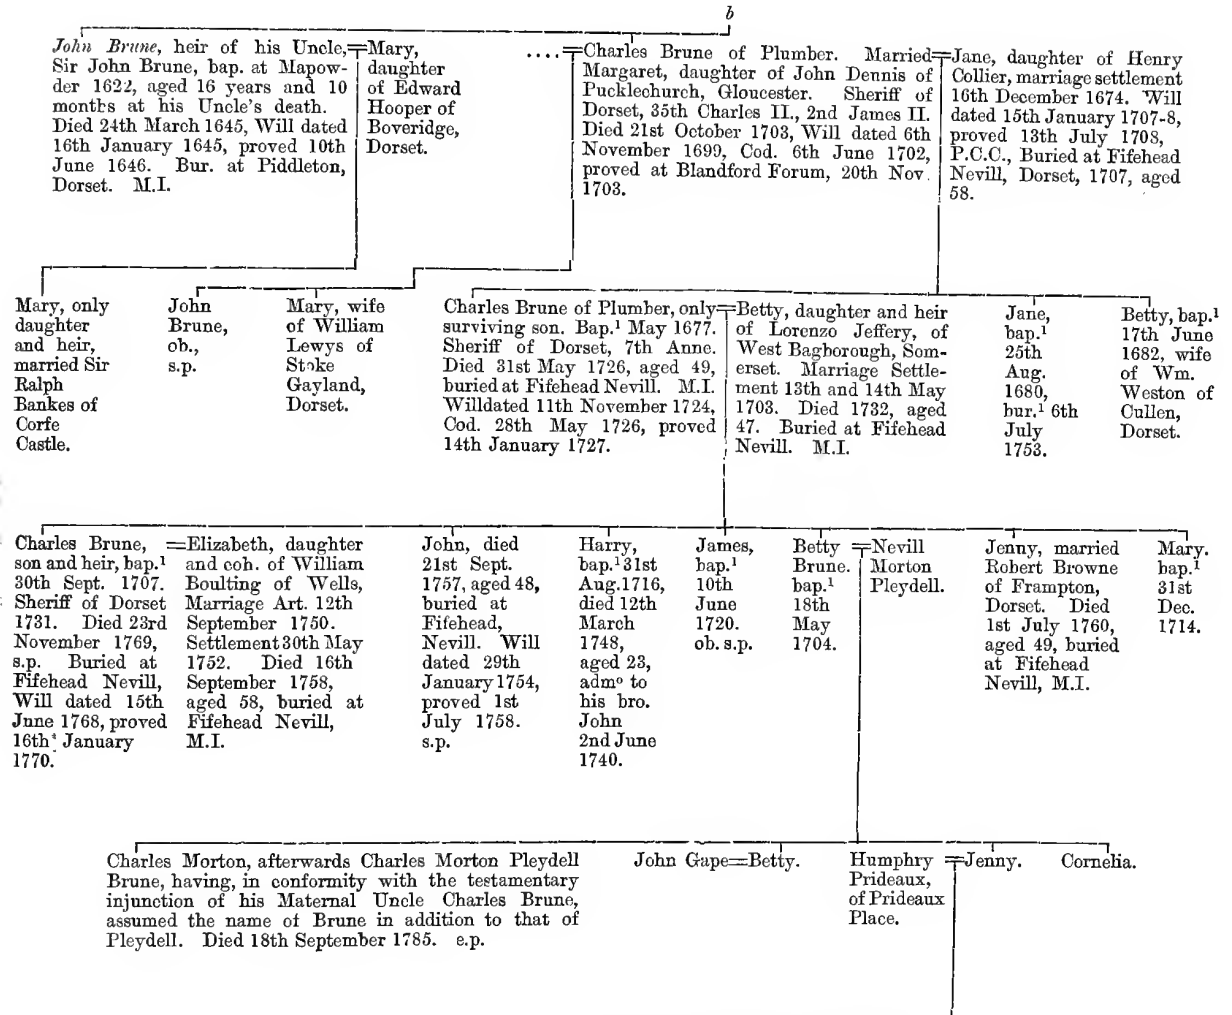 b
John Brune, heir of his Uncle,
Sir John Brune, bap. at Mapow-
der 1622, aged 16 years and 10
months at his Uncle's death.
Died 24th March 1645, Will dated
16th January 1645, proved 10th
June 1646. Bur. at Piddleton,
Dorset. M.I.
=Mary,
daughter
of Edward
Hooper of
Boveridge,
Dorset.
....=Charles Brune of Plumber. Married
Margaret, daughter of John Dennis of
Pucklechurch, Gloucester. Sheriff of
Dorset, 35th Charles II., 2nd James II.
Died 21st October 1703, Will dated 6th
November 1699, Cod. 6th June 1702,
proved at Blandford Forum, 20th Nov.
1703.
=Jane, daughter of Henry
Collier, marriage settlement
16th December 1674. Will
dated 15th January 1707-8,
proved 13th July 1708,
P.C.C., Buried at Fifehead
Nevill, Dorset, 1707, aged
58.
Mary, only
daughter
and heir,
married Sir
Ralph
Bankes of
Corfe
Castle.
John
Brune,
ob.,
s.p.
Mary, wife
of William
Lewys of
Stoke
Gayland,
Dorset.
Charles Brune of Plumber, only
surviving son. Bap.¹ May 1677.
Sheriff of Dorset, 7th Anne.
Died 31st May 1726, aged 49,
buried at Fifehead Nevill. M.I.
Willdated 11th November 1724,
Cod. 28th May 1726, proved
14th January 1727.
=Betty, daughter and heir
of Lorenzo Jeffery, of
West Bagborough, Som-
erset. Marriage Settle-
ment 13th and 14th May
1703. Died 1732, aged
47. Buried at Fifehead
Nevill. M.I.
Jane,
bap.¹
25th
Aug.
1680,
bur.¹ 6th
July
1753.
Betty, bap.¹
17th June
1682, wife
of Wm.
Weston of
Cullen,
Dorset.
Charles Brune,
son and heir, bap.¹
30th Sept. 1707.
Sheriff of Dorset
1731. Died 23rd
November 1769,
s.p. Buried at
Fifehead Nevill,
Will dated 15th
June 1768, proved
16th January
1770.
=Elizabeth, daughter
and coh. of William
Boulting of Wells,
Marriage Art. 12th
September 1750.
Settlement 30th May
1752. Died 16th
September 1758,
aged 58, buried at
Fifehead Nevill,
M.I.
John, died
21st Sept.
1757, aged 48,
buried at
Fifehead,
Nevill. Will
dated 29th
January 1754,
proved 1st
July 1758.
s.p.
Harry,
bap.¹ 31st
Aug. 1716,
died 12th
March
1748,
aged 23,
admº to
his bro.
John
2nd June
1740.
James,
bap.¹
10th
June
1720.
ob. s.p.
Betty
Brune.
bap.¹
18th
May
1704.
=Nevill
Morton
Pleydell.
Jenny, married
Robert Browne
of Frampton,
Dorset. Died
1st July 1760,
aged 49, buried
at Fifehead
Nevill, M.I.
Mary.
bap.¹
31st
Dec.
1714.
Charles Morton, afterwards Charles Morton Pleydell
Brune, having, in conformity with the testamentary
injunction of his Maternal Uncle Charles Brune,
assumed the name of Brune in addition to that of
Pleydell. Died 18th September 1785. e.p.
John Gape=Betty.
Humphry
Prideaux,
of Prideaux
Place.
=Jenny.
Cornelia.